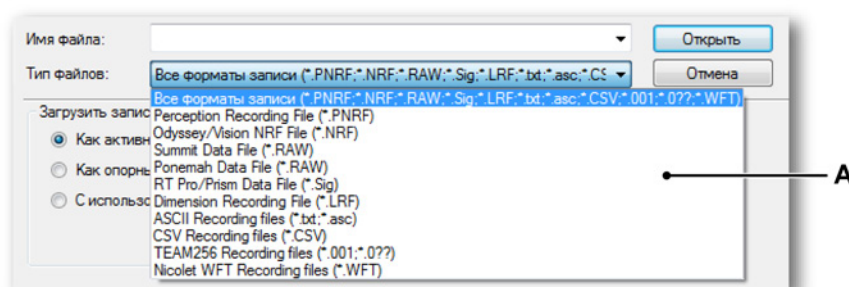 Имя файла:
Открыть
Тип файлов:
Все форматы записи (*.PNRF;*.NRF;*.RAW;*.Sig;*.LRF;*.txt;*.asc;*.CS
Отмена
Все форматы записи (*.PNRF;*.NRF;*.RAW;*.Sig;*.LRF;*.txt;*.asc;*.CSV;*.001;*.0??;*.WFT)
Загрузить запис
Perception Recording File (*.PNRF)
Odyssey/Vision NRF File (*.NRF)
Как активн
Summit Data File (*.RAW)
Как опорнь
Ponemah Data File (*.RAW)
A
RT Pro/Prism Data File (*.Sig)
С использо
Dimension Recording File (*.LRF)
ASCII Recording files (*.txt;*.asc)
CSV Recording files (*.CSV)
TEAM256 Recording files (*.001;*.0??)
Nicolet WFT Recording files (*.WFT)